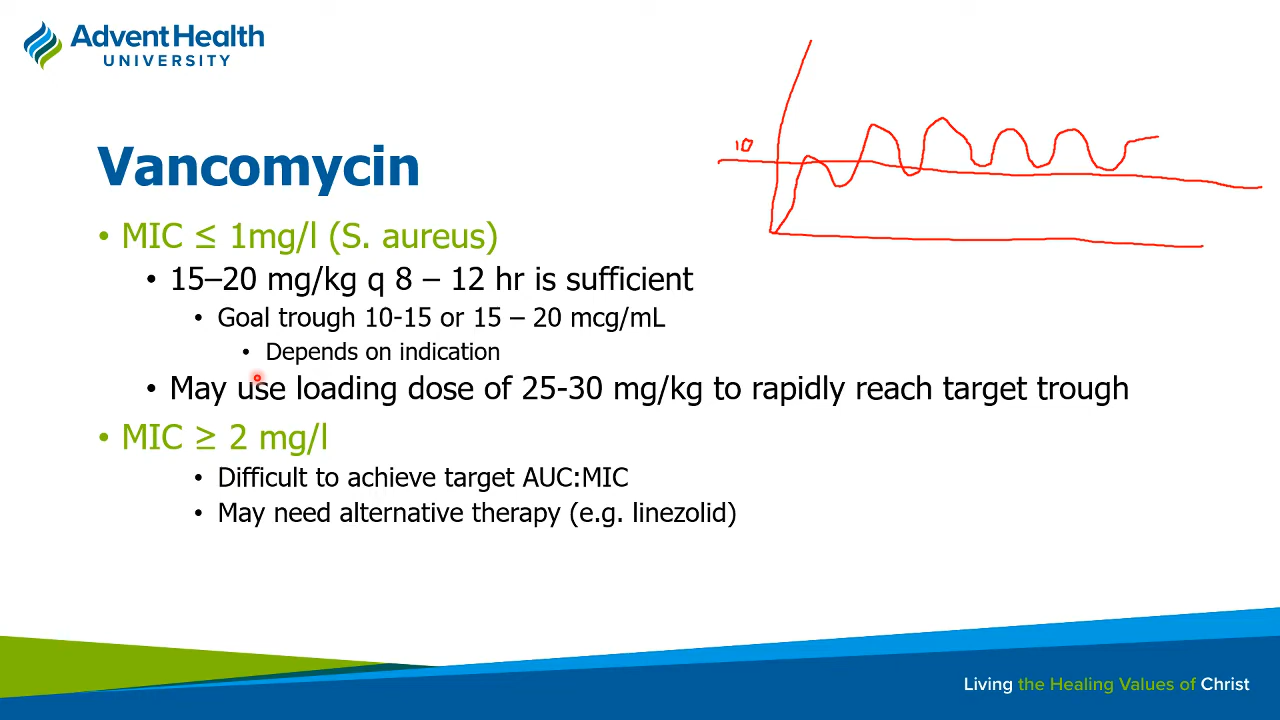 AdventHealth
UNIVERSITY
10
Vancomycin
• MIC ≤ 1mg/l (S. aureus)
• 15–20 mg/kg q 8 – 12 hr is sufficient
• Goal trough 10-15 or 15 – 20 mcg/mL
• Depends on indication
• May use loading dose of 25-30 mg/kg to rapidly reach target trough
• MIC ≥ 2 mg/l
• Difficult to achieve target AUC:MIC
• May need alternative therapy (e.g. linezolid)
Living the Healing Values of Christ